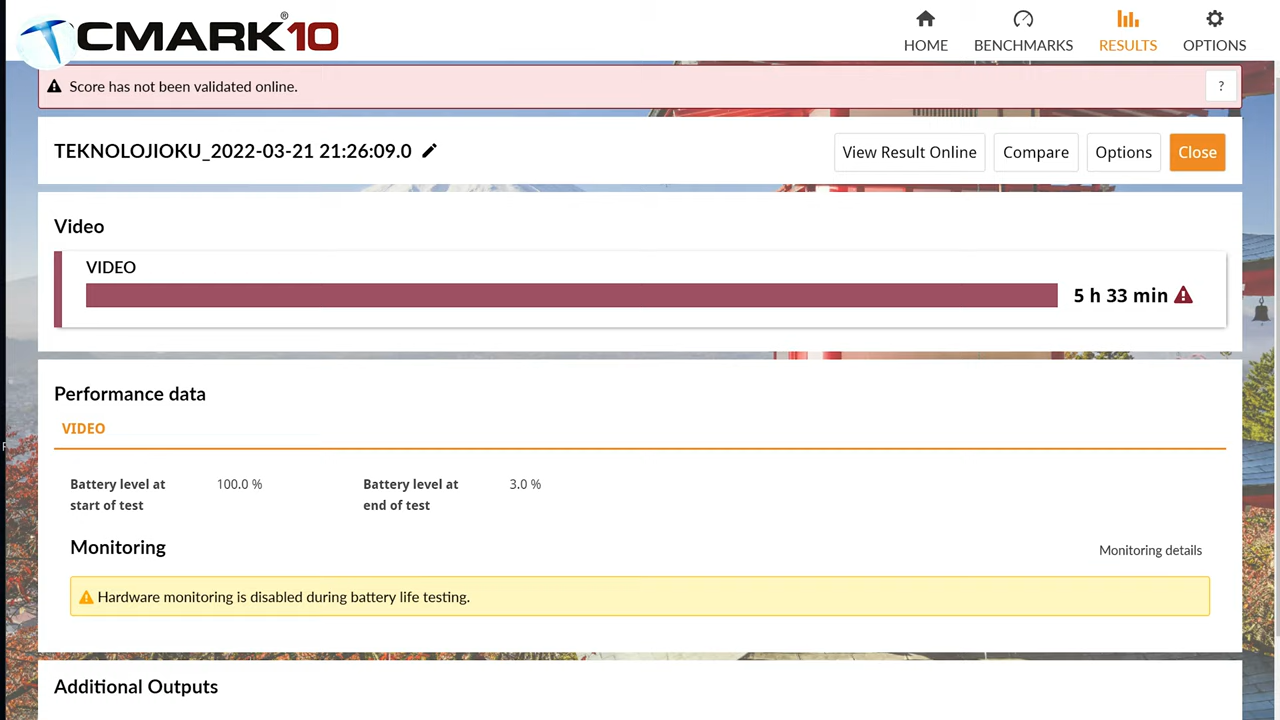 CMARK®10
HOME
BENCHMARKS
RESULTS
OPTIONS
Score has not been validated online.
?
TEKNOLOJIOKU_2022-03-21 21:26:09.0
View Result Online
Compare
Options
Close
Video
VIDEO
5 h 33 min
Performance data
VIDEO
Battery level at
start of test
100.0 %
Battery level at
end of test
3.0 %
Monitoring
Monitoring details
Hardware monitoring is disabled during battery life testing.
Additional Outputs